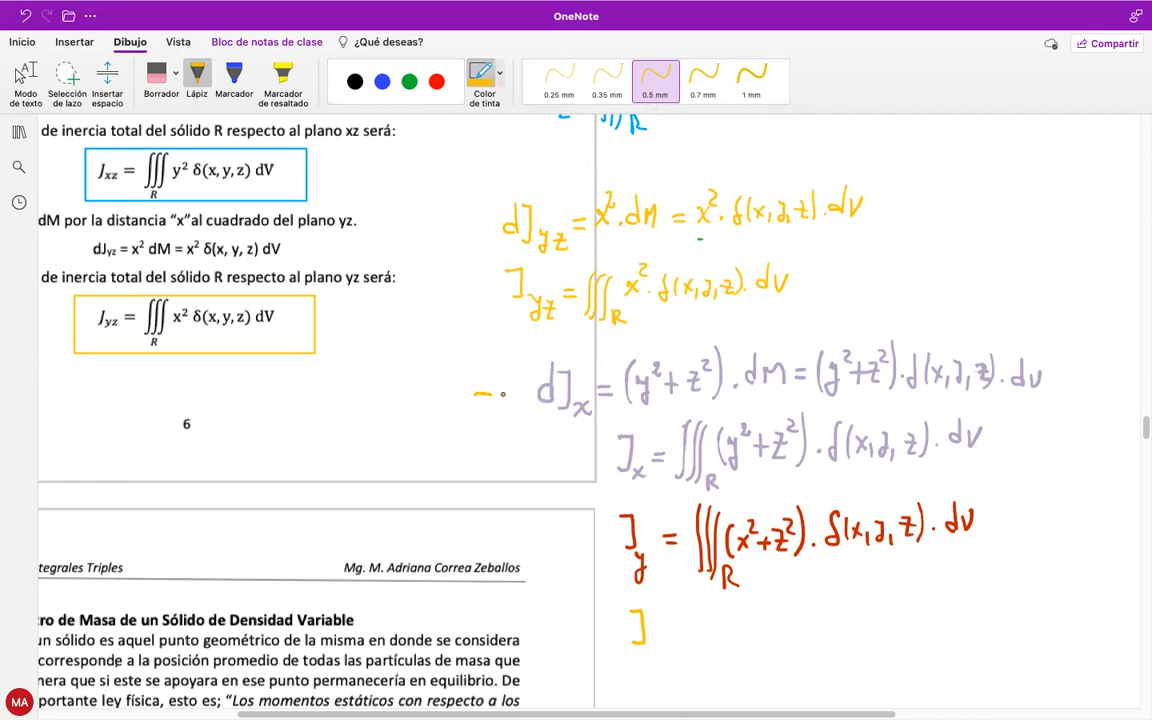 OneNote
Inicio Insertar Dibujo Vista Bloc de notas de clase ¿Qué deseas? Compartir
Modo de texto Selección de lazo Insertar espacio Borrador Lápiz Marcador Marcador de resaltado Color de tinta 0.25 mm 0.35 mm 0.5 mm 0.7 mm 1 mm
de inercia total del sólido R respecto al plano xz será:
Jxz = ∭R y² δ(x,y,z) dV
dM por la distancia “x”al cuadrado del plano yz.
dJyz = x² dM = x² δ(x, y, z) dV
de inercia total del sólido R respecto al plano yz será:
Jyz = ∭R x² δ(x,y,z) dV
6
tegrales Triples Mg. M. Adriana Correa Zeballos
tro de Masa de un Sólido de Densidad Variable
un sólido es aquel punto geométrico de la misma en donde se considera
corresponde a la posición promedio de todas las partículas de masa que
nera que si este se apoyara en ese punto permanecería en equilibrio. De
portante ley física, esto es; “Los momentos estáticos con respecto a los
dJyz = x². dM = x². δ(x,y,z). dV
Jyz = ∭R x². δ(x,y,z). dV
dJx = (y²+z²). dM = (y²+z²). δ(x,y,z). dV
Jx = ∭R (y²+z²). δ(x,y,z). dV
Jy = ∭R (x²+z²). δ(x,y,z). dV
J
MA